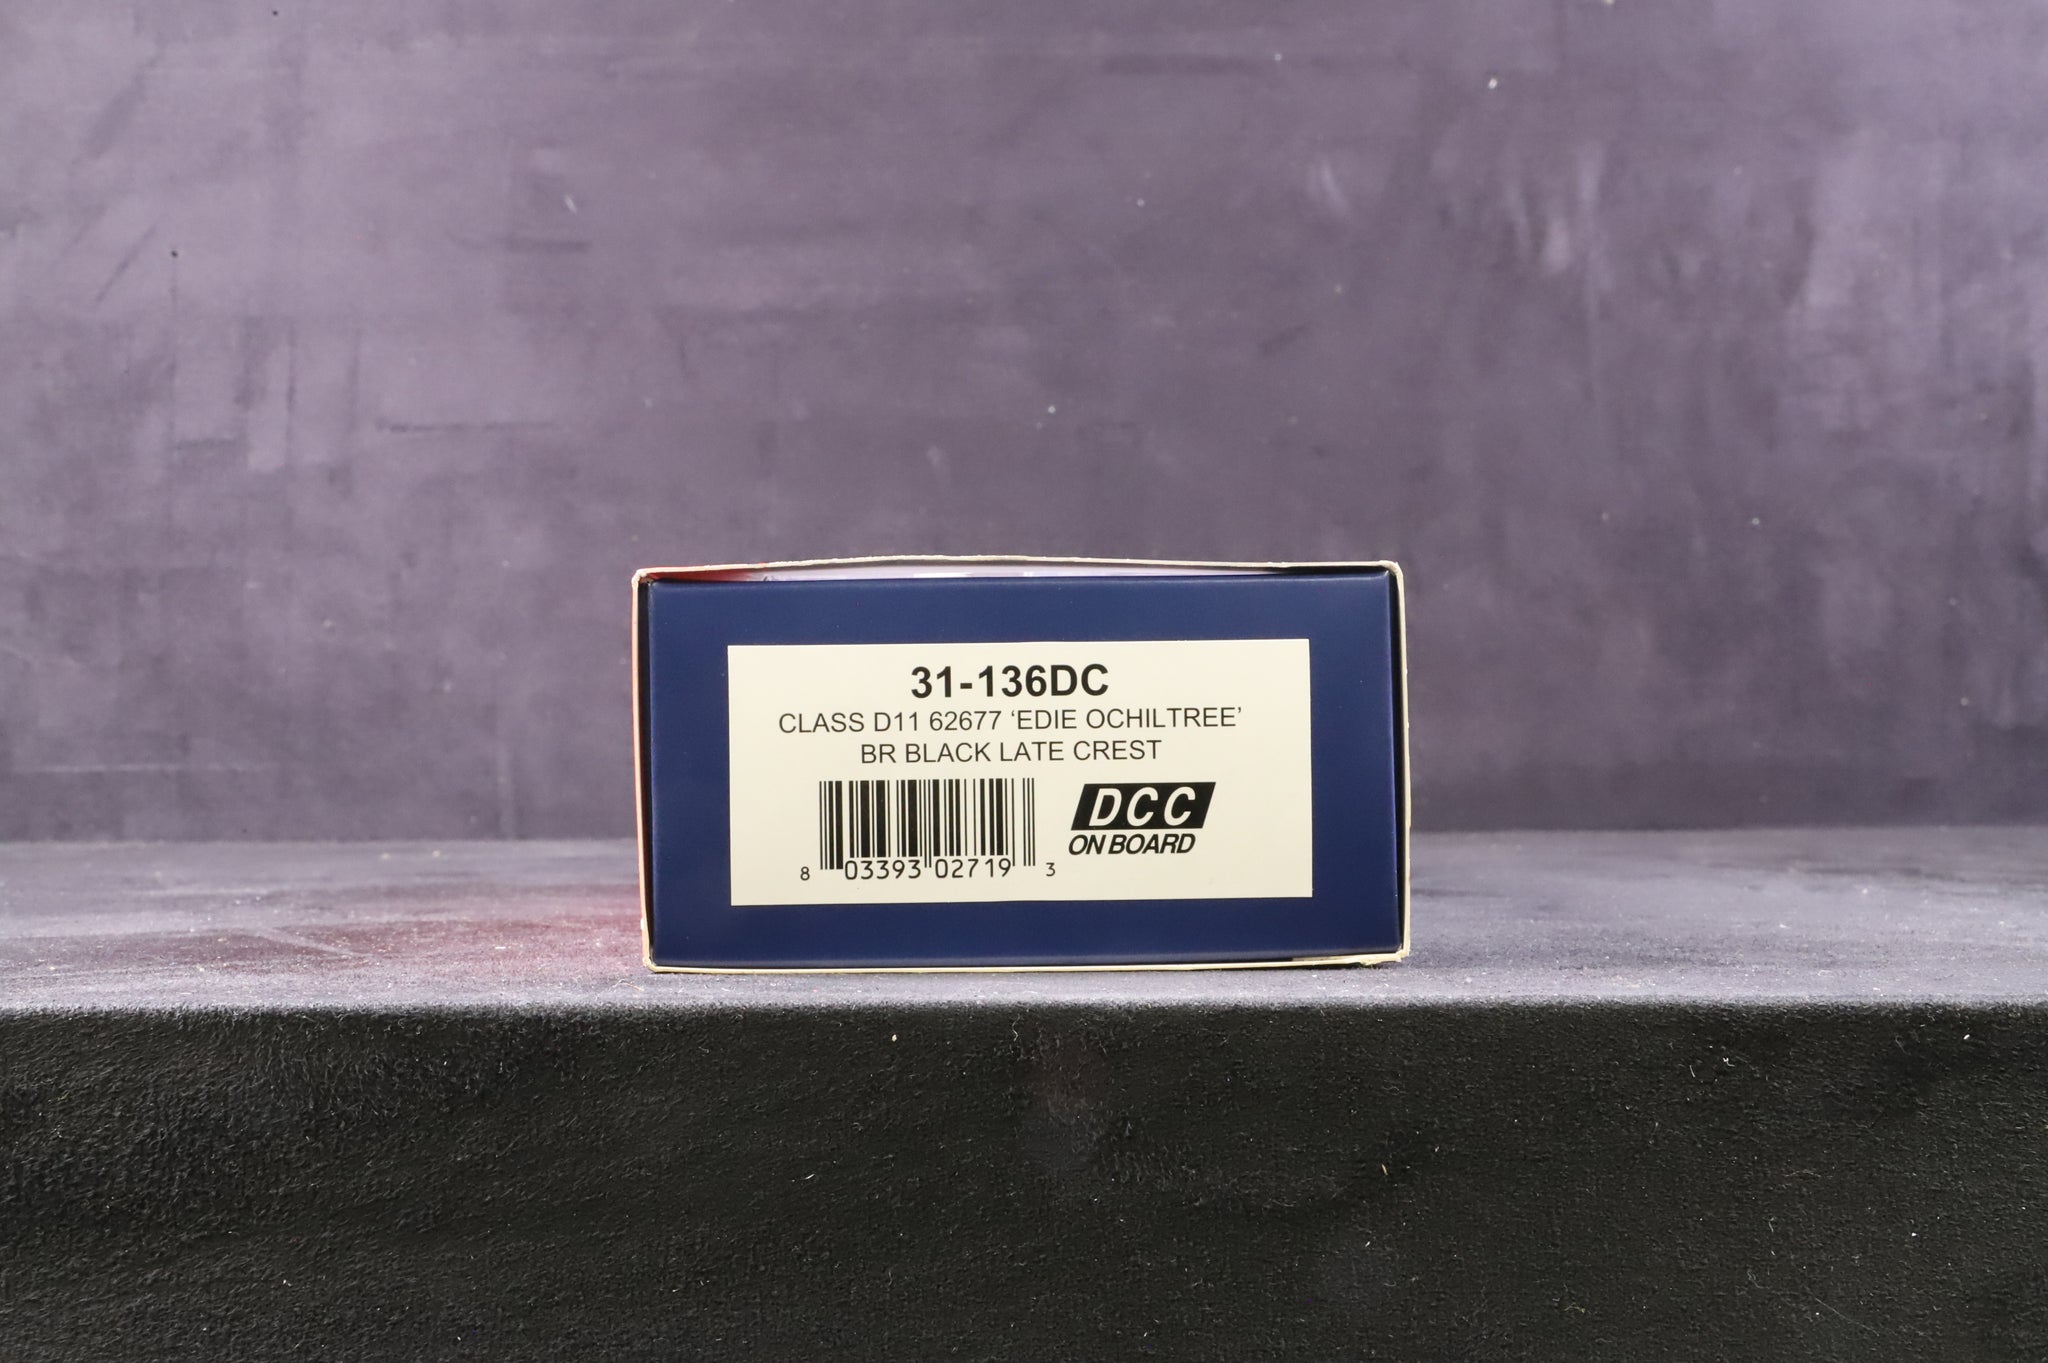 31-136DC
CLASS D11 62677 ‘EDIE OCHILTREE’
BR BLACK LATE CREST
DCC
ON BOARD
8 03393 02719 3